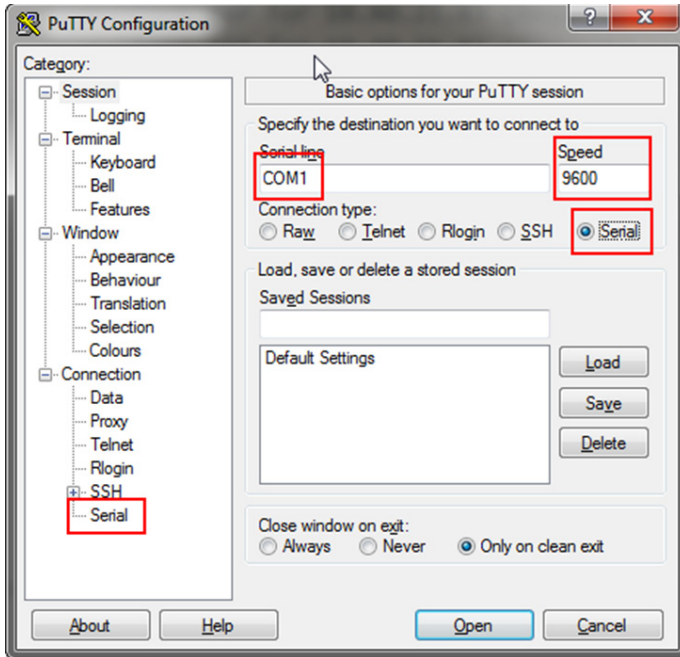 PuTTY Configuration
?
X
Category:
Session
Logging
Terminal
Keyboard
Bell
Features
Window
Appearance
Behaviour
Translation
Selection
Colours
Connection
Data
Proxy
Telnet
Rlogin
SSH
Serial
Basic options for your PuTTY session
Specify the destination you want to connect to
Serial line Speed
COM1 9600
Connection type:
Raw Telnet Rlogin SSH Serial
Load, save or delete a stored session
Saved Sessions
Default Settings
Load
Save
Delete
Close window on exit:
Always Never Only on clean exit
About Help Open Cancel